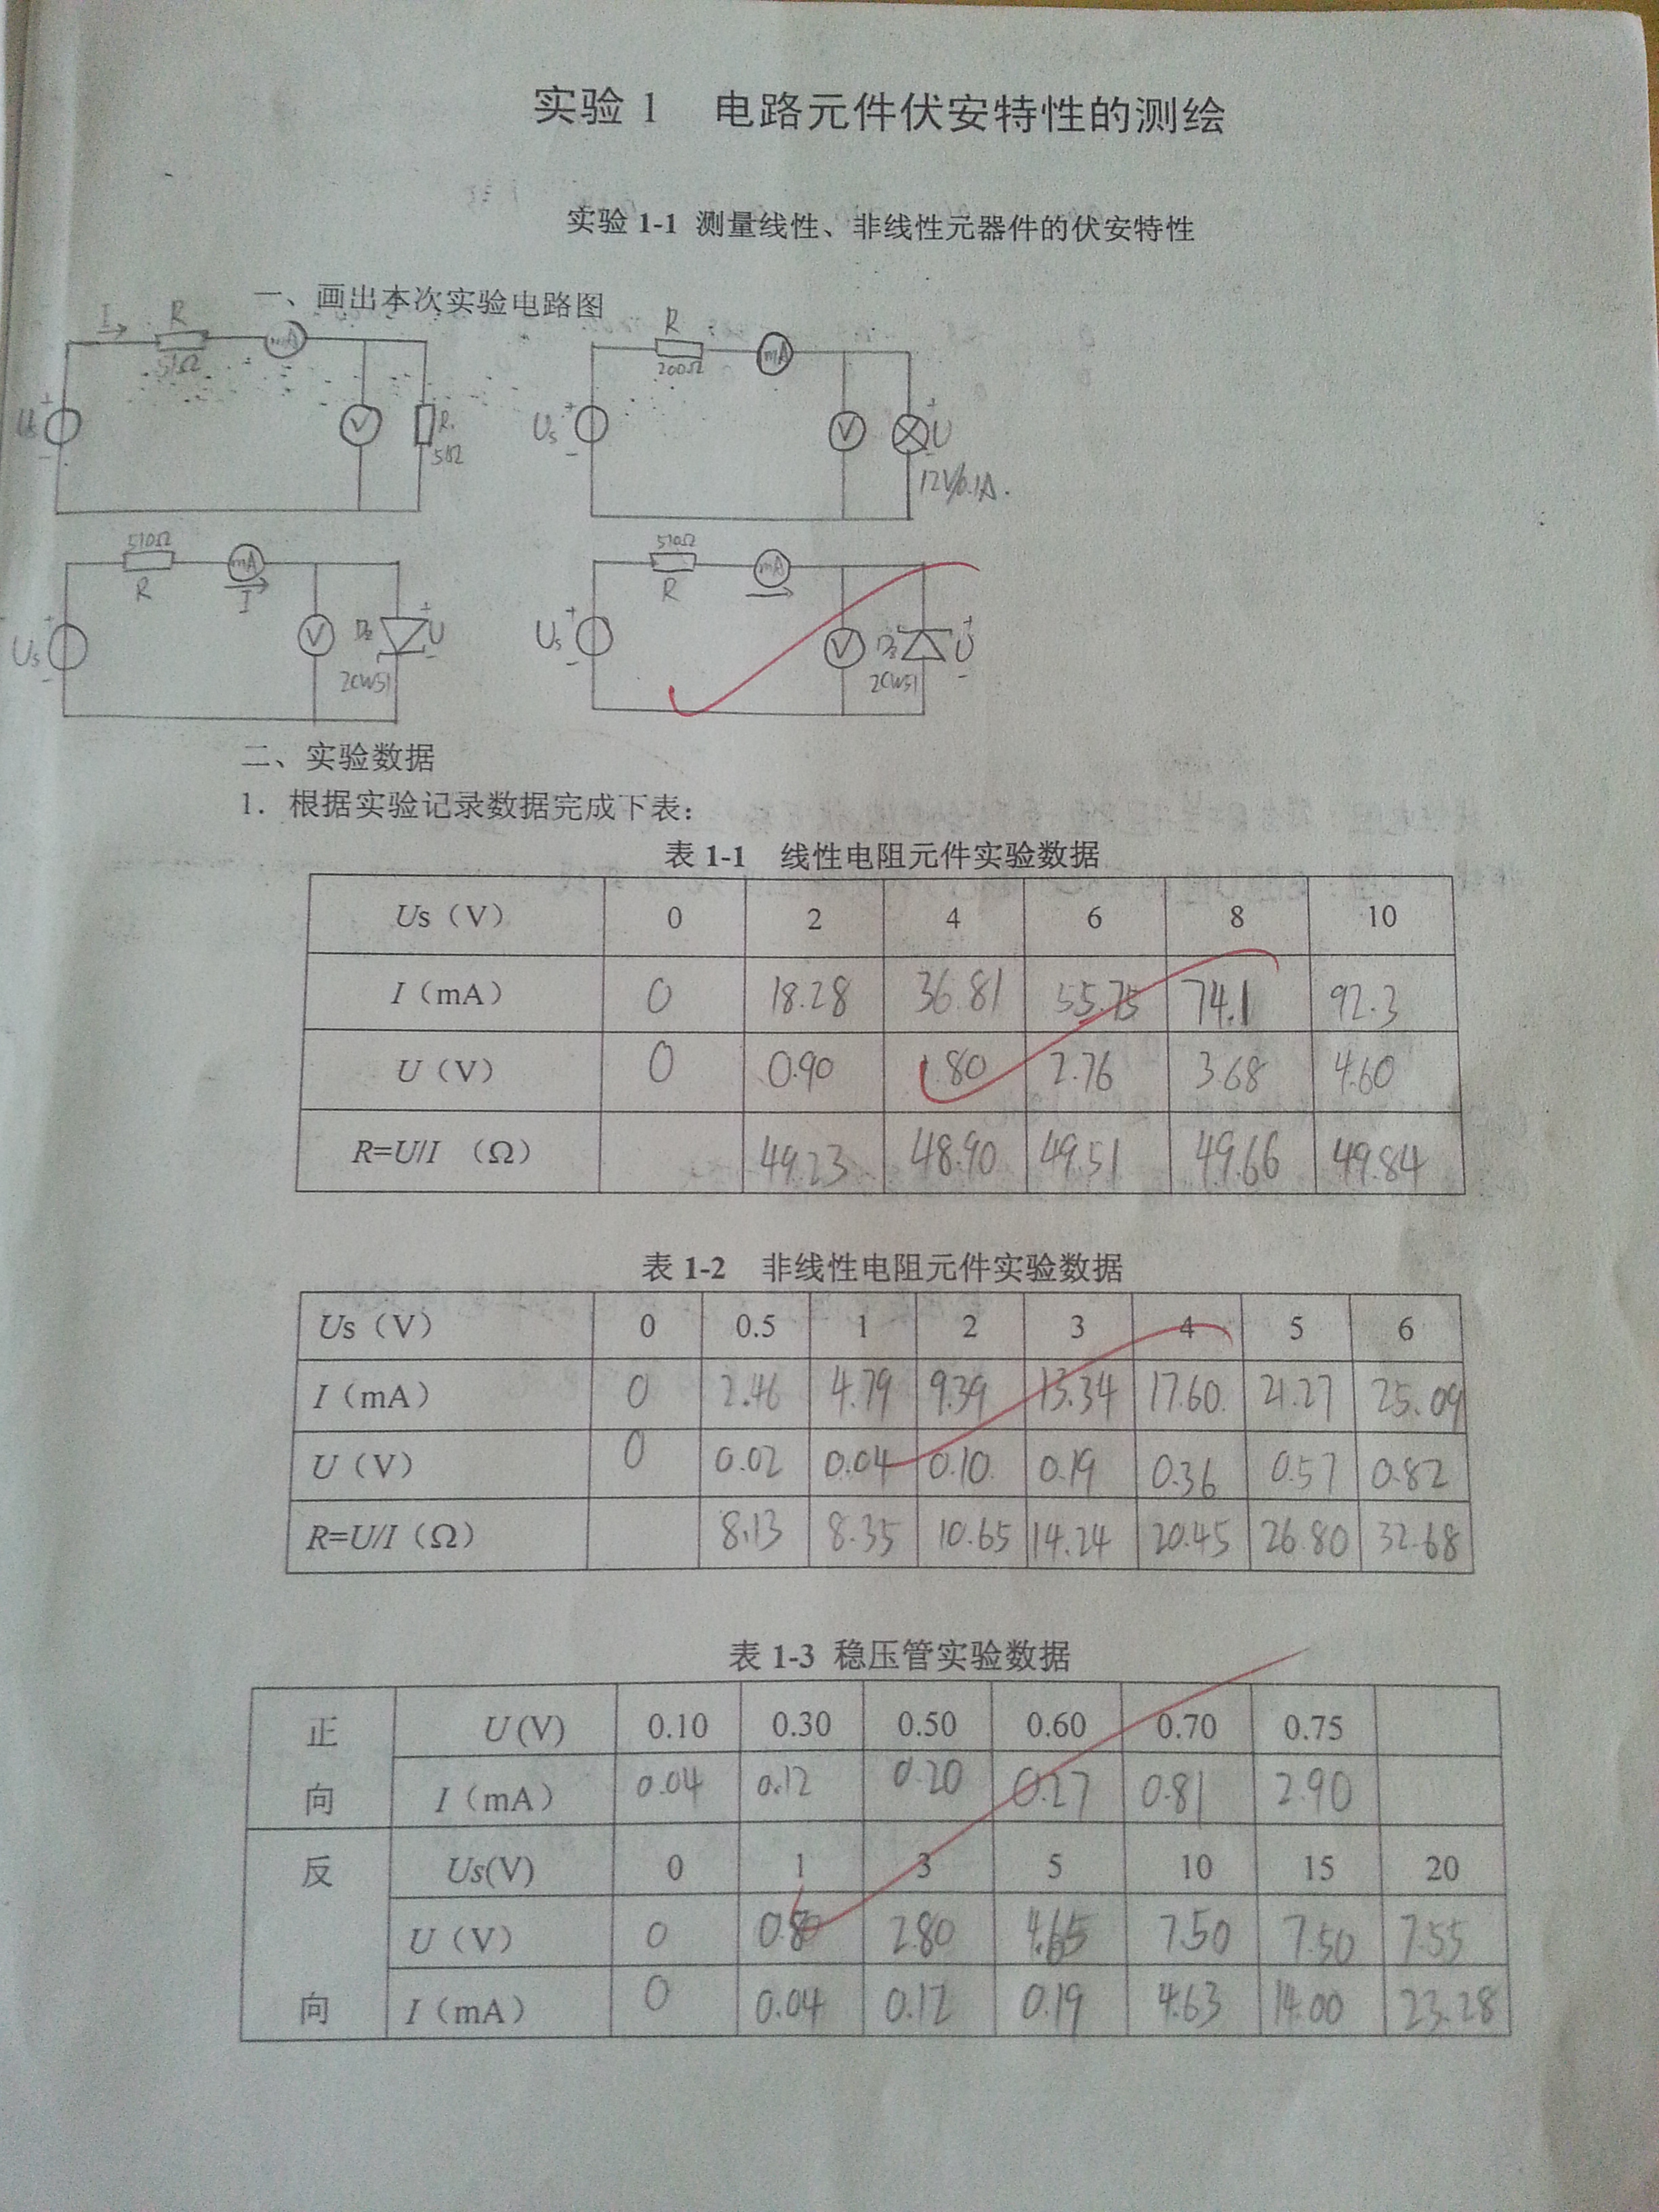 实验 1 电路元件伏安特性的测绘
实验 1-1 测量线性、非线性元器件的伏安特性
一、画出本次实验电路图
I R mA
51Ω
Us + - V R₁
51Ω
R mA
200Ω
Us + - V + U -
12V/0.1A.
510Ω mA
R I
Us + - V Dz + U -
2CW51
510Ω mA
R
Us + - V Dz + U -
2CW51
二、实验数据
1. 根据实验记录数据完成下表：
表 1-1 线性电阻元件实验数据
Us（V） 0 2 4 6 8 10
I（mA） 0 18.28 36.81 55.75 74.1 92.3
U（V） 0 0.90 1.80 2.76 3.68 4.60
R=U/I （Ω） 49.23 48.90 49.51 49.66 49.84
表 1-2 非线性电阻元件实验数据
Us（V） 0 0.5 1 2 3 4 5 6
I（mA） 0 2.46 4.79 9.39 13.34 17.60 21.27 25.09
U（V） 0 0.02 0.04 0.10 0.19 0.36 0.57 0.82
R=U/I（Ω） 8.13 8.35 10.65 14.24 20.45 26.80 32.68
表 1-3 稳压管实验数据
正向 U (V) 0.10 0.30 0.50 0.60 0.70 0.75
I（mA） 0.04 0.12 0.20 0.27 0.81 2.90
反向 Us(V) 0 1 3 5 10 15 20
U（V） 0 0.80 2.80 4.65 7.50 7.50 7.55
I（mA） 0 0.04 0.12 0.19 4.63 14.00 23.28